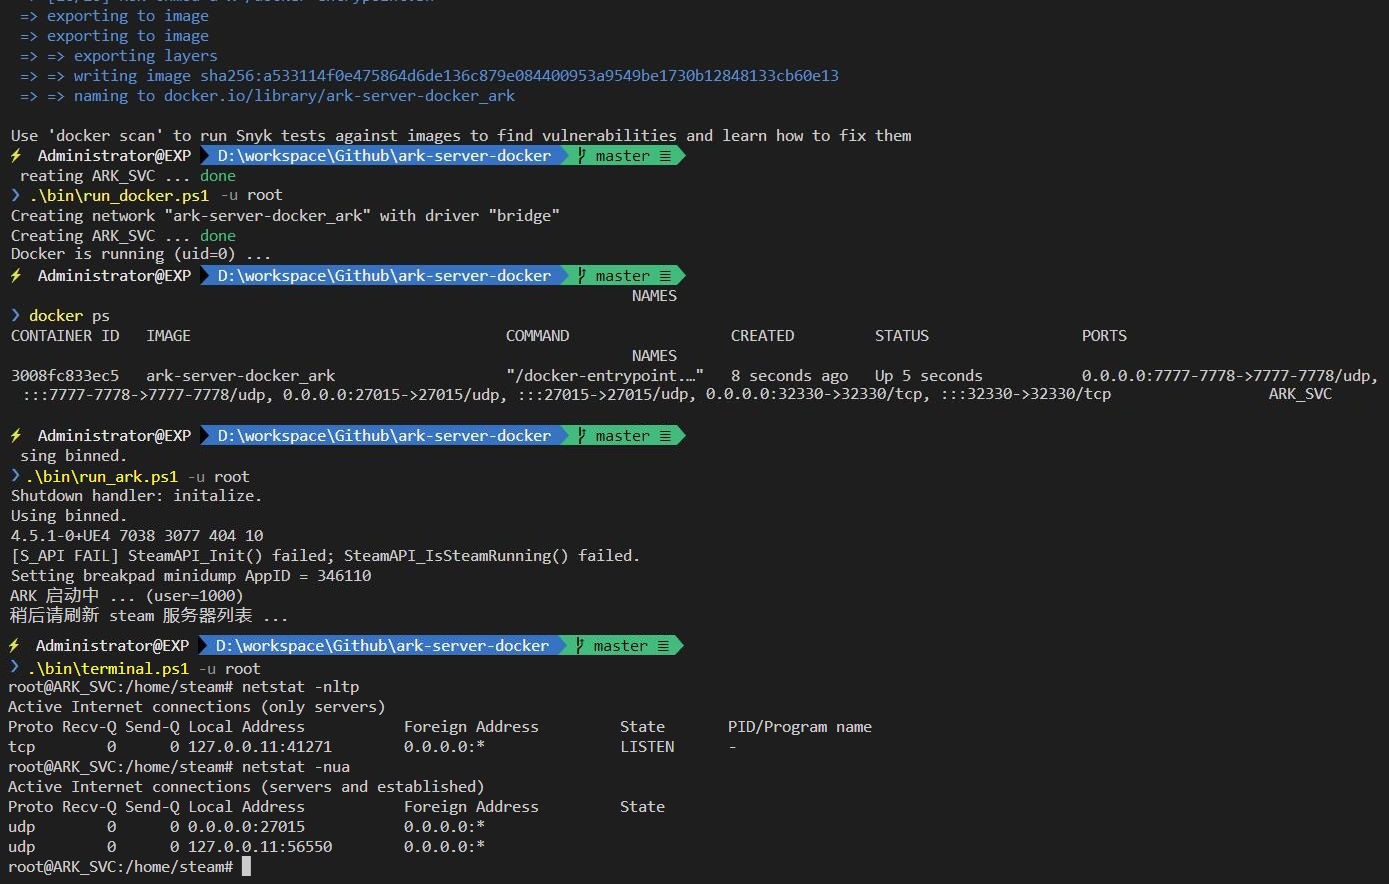 => exporting to image
=> exporting to image
=> => exporting layers
=> => writing image sha256:a533114f0e475864d6de136c879e084400953a9549be1730b12848133cb60e13
=> => naming to docker.io/library/ark-server-docker_ark
Use 'docker scan' to run Snyk tests against images to find vulnerabilities and learn how to fix them
⚡ Administrator@EXP D:\workspace\Github\ark-server-docker master ≡
reating ARK_SVC ... done
❯ .\bin\run_docker.ps1 -u root
Creating network "ark-server-docker_ark" with driver "bridge"
Creating ARK_SVC ... done
Docker is running (uid=0) ...
⚡ Administrator@EXP D:\workspace\Github\ark-server-docker master ≡
NAMES
❯ docker ps
CONTAINER ID IMAGE COMMAND CREATED STATUS PORTS
NAMES
3008fc833ec5 ark-server-docker_ark "/docker-entrypoint.…" 8 seconds ago Up 5 seconds 0.0.0.0:7777-7778->7777-7778/udp,
:::7777-7778->7777-7778/udp, 0.0.0.0:27015->27015/udp, :::27015->27015/udp, 0.0.0.0:32330->32330/tcp, :::32330->32330/tcp ARK_SVC
⚡ Administrator@EXP D:\workspace\Github\ark-server-docker master ≡
sing binned.
❯ .\bin\run_ark.ps1 -u root
Shutdown handler: initalize.
Using binned.
4.5.1-0+UE4 7038 3077 404 10
[S_API FAIL] SteamAPI_Init() failed; SteamAPI_IsSteamRunning() failed.
Setting breakpad minidump AppID = 346110
ARK 启动中 ... (user=1000)
稍后请刷新 steam 服务器列表 ...
⚡ Administrator@EXP D:\workspace\Github\ark-server-docker master ≡
❯ .\bin\terminal.ps1 -u root
root@ARK_SVC:/home/steam# netstat -nltp
Active Internet connections (only servers)
Proto Recv-Q Send-Q Local Address Foreign Address State PID/Program name
tcp 0 0 127.0.0.11:41271 0.0.0.0:* LISTEN -
root@ARK_SVC:/home/steam# netstat -nua
Active Internet connections (servers and established)
Proto Recv-Q Send-Q Local Address Foreign Address State
udp 0 0 0.0.0.0:27015 0.0.0.0:*
udp 0 0 127.0.0.11:56550 0.0.0.0:*
root@ARK_SVC:/home/steam#